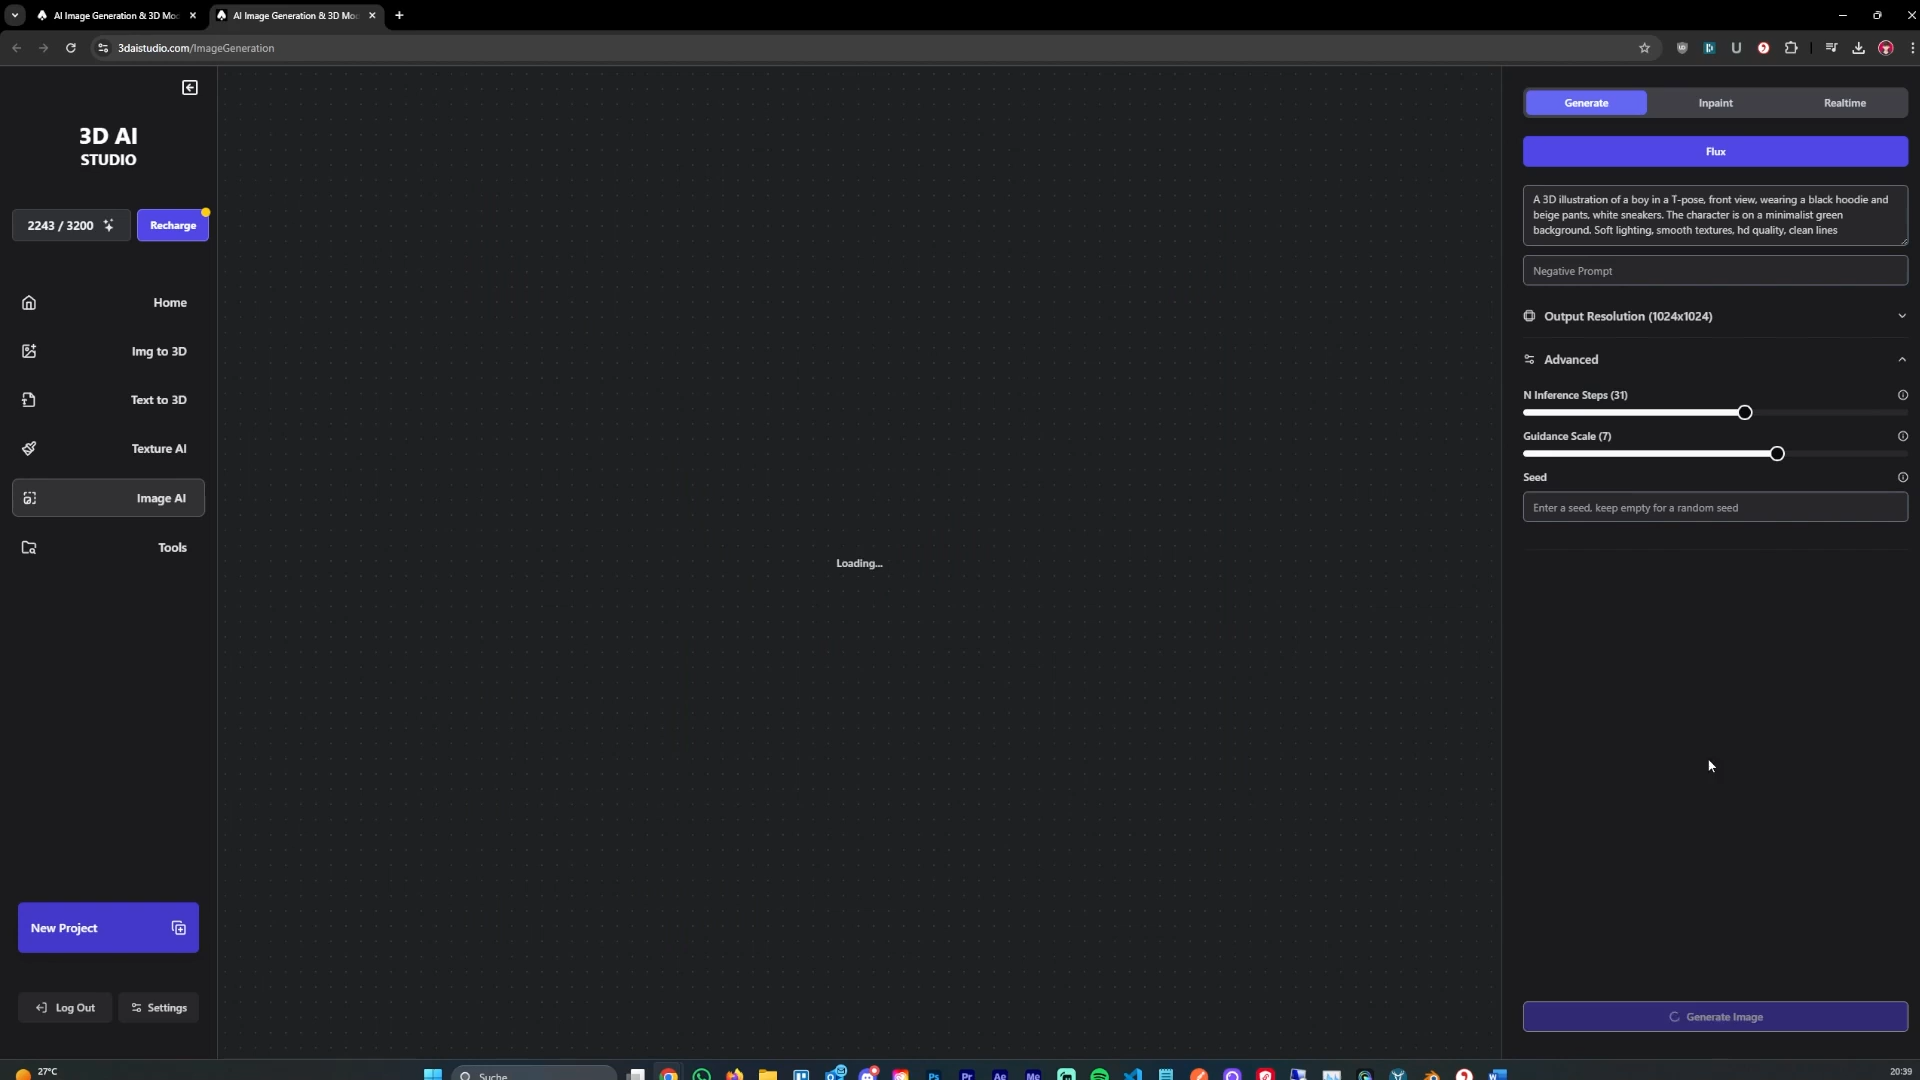 AI Image Generation & 3D Mo
AI Image Generation & 3D Mo
3daistudio.com/ImageGeneration
3D AI
STUDIO
2243 / 3200
Recharge
Home
Img to 3D
Text to 3D
Texture AI
Image AI
Tools
New Project
Log Out
Settings
Loading...
Generate
Inpaint
Realtime
Flux
A 3D illustration of a boy in a T-pose, front view, wearing a black hoodie and
beige pants, white sneakers. The character is on a minimalist green
background. Soft lighting, smooth textures, hd quality, clean lines
Negative Prompt
Output Resolution (1024x1024)
Advanced
N Inference Steps (31)
Guidance Scale (7)
Seed
Enter a seed, keep empty for a random seed
Generate Image
27°C
Suche
Ps
Pr
Ae
Me
20:39